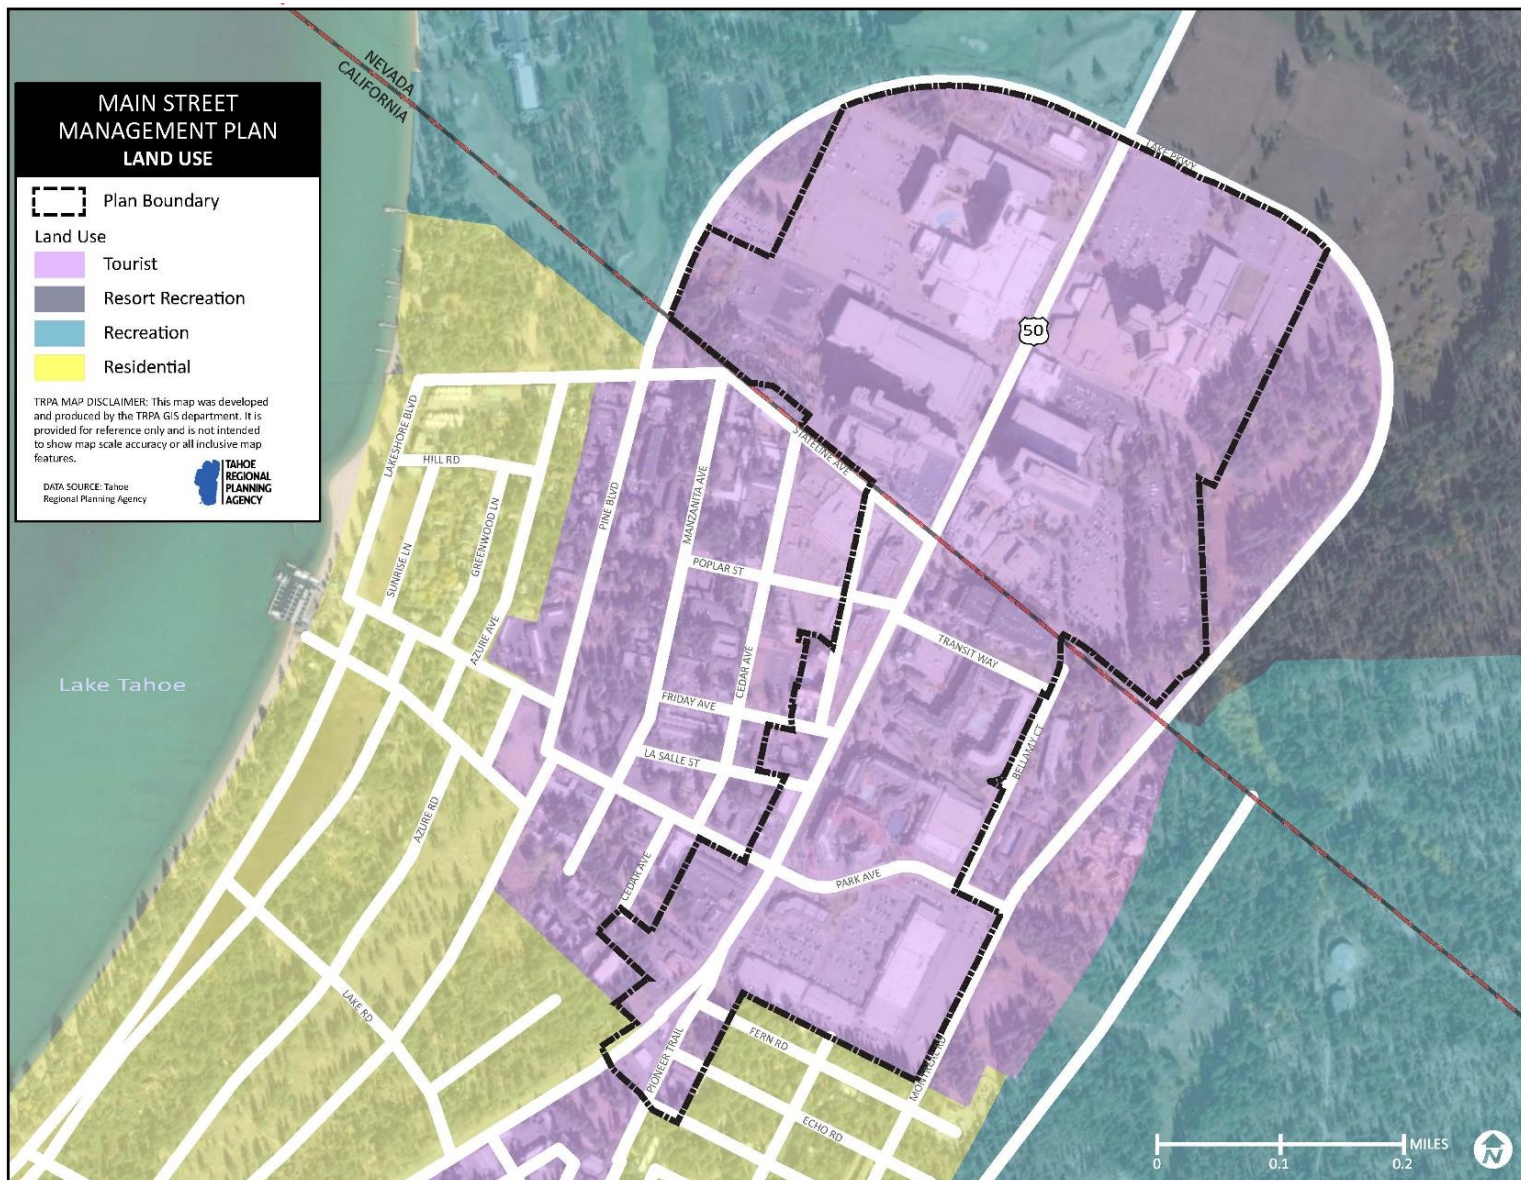 MAIN STREET
MANAGEMENT PLAN
LAND USE
Plan Boundary
Land Use
Tourist
Resort Recreation
Recreation
Residential
TRPA MAP DISCLAIMER: This map was developed
and produced by the TRPA GIS department. It is
provided for reference only and is not intended
to show map scale accuracy or all inclusive map
features.
DATA SOURCE: Tahoe
Regional Planning Agency
TAHOE
REGIONAL
PLANNING
AGENCY
NEVADA
CALIFORNIA
LAKE PKWY
50
LAKESHORE BLVD
HILL RD
STATELINE AVE
PINE BLVD
MANZANITA AVE
GREENWOOD LN
SUNRISE LN
POPLAR ST
AZURE AVE
TRANSIT WAY
CEDAR AVE
Lake Tahoe
FRIDAY AVE
BELLAMY CT
LA SALLE ST
AZURE RD
CEDAR AVE
PARK AVE
LAKE RD
FERN RD
PIONEER TRAIL
MONTREAL RD
ECHO RD
MILES
0
0.1
0.2
N